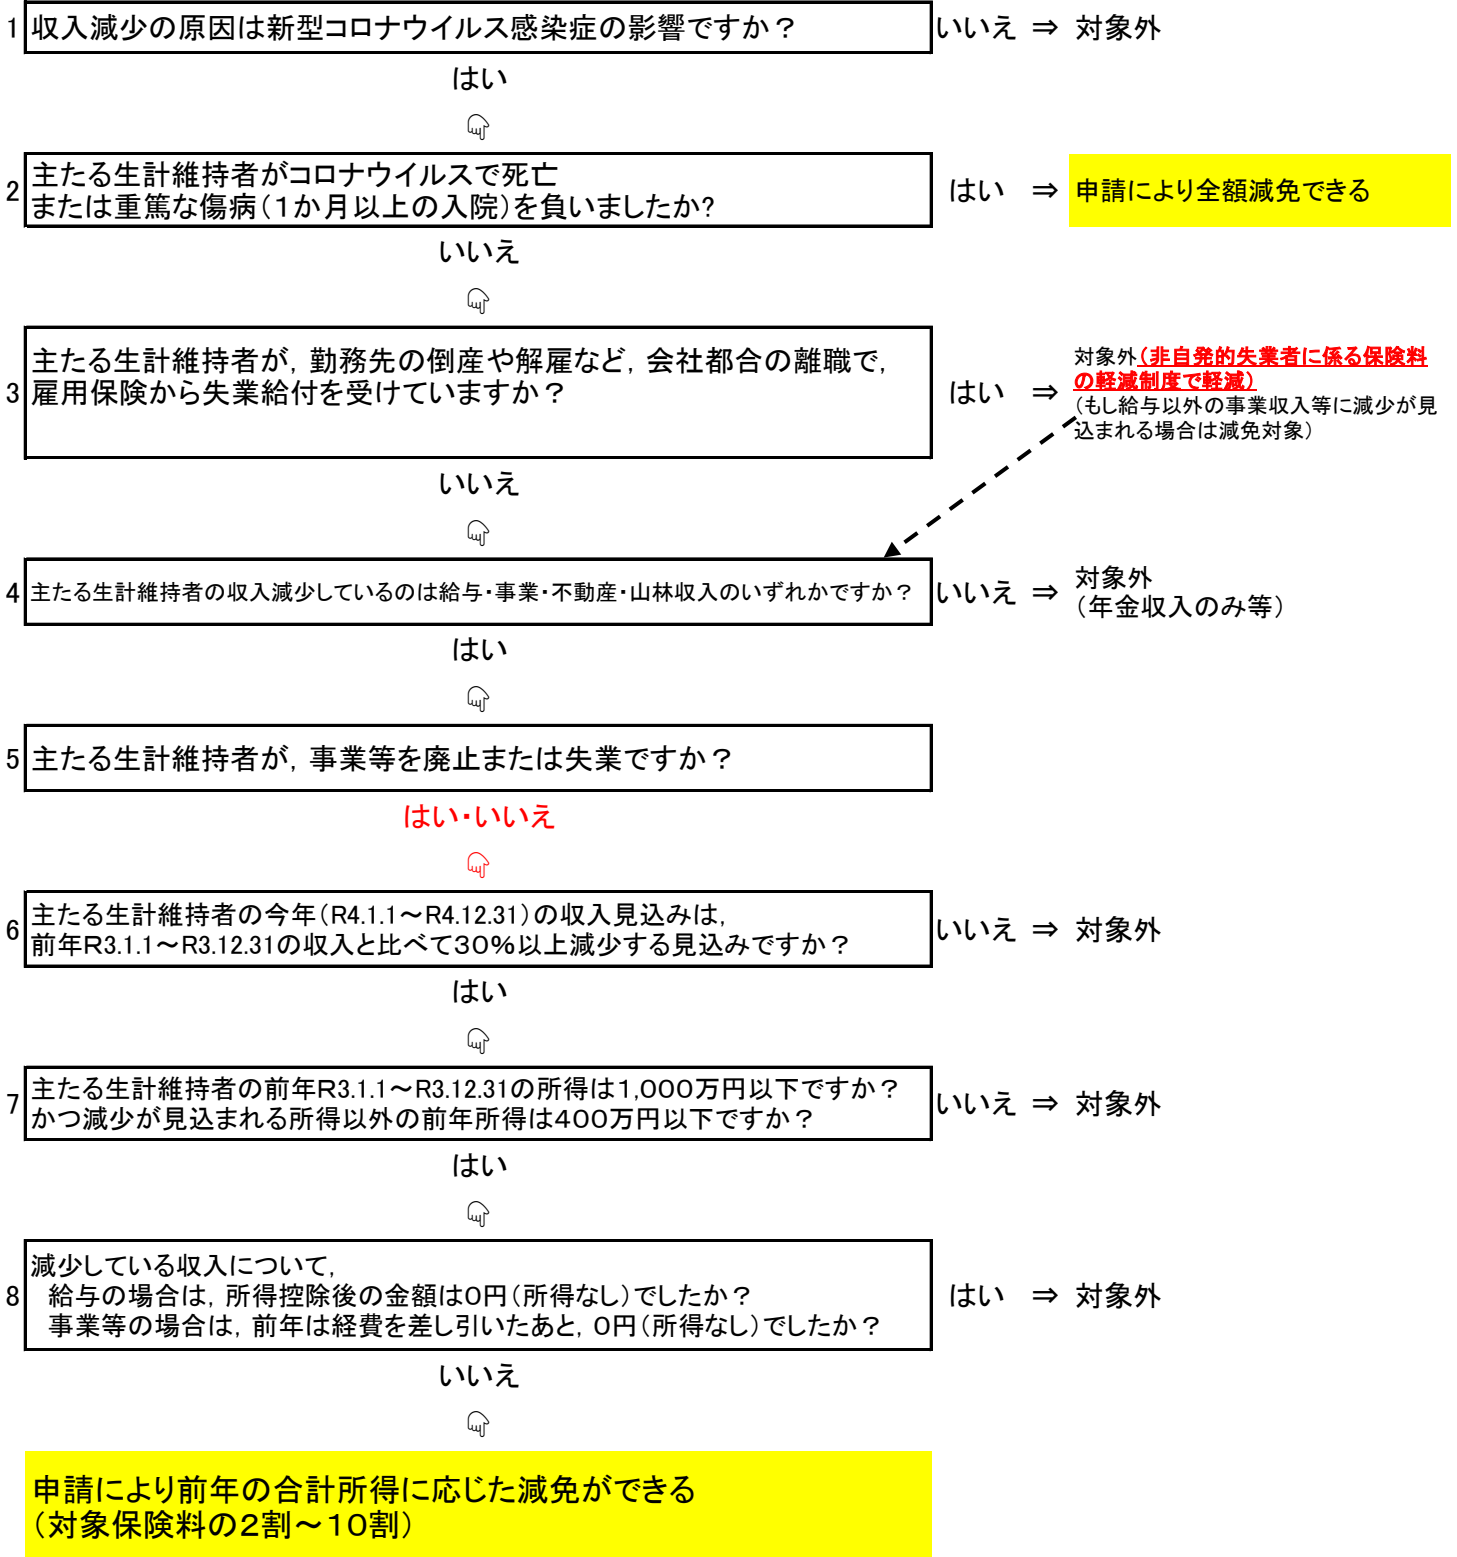 1 収入減少の原因は新型コロナウイルス感染症の影響ですか？ いいえ ⇒ 対象外
はい
☟
2 主たる生計維持者がコロナウイルスで死亡
または重篤な傷病（１か月以上の入院）を負いましたか? はい ⇒ 申請により全額減免できる
いいえ
☟
3 主たる生計維持者が，勤務先の倒産や解雇など，会社都合の離職で，
雇用保険から失業給付を受けていますか？ はい ⇒
対象外（非自発的失業者に係る保険料
の軽減制度で軽減）
（もし給与以外の事業収入等に減少が見
込まれる場合は減免対象）
いいえ
☟
4 主たる生計維持者の収入減少しているのは給与・事業・不動産・山林収入のいずれかですか？ いいえ ⇒ 対象外
（年金収入のみ等）
はい
☟
5 主たる生計維持者が，事業等を廃止または失業ですか？
はい・いいえ
☟
6 主たる生計維持者の今年（R4.1.1～R4.12.31）の収入見込みは，
前年R3.1.1～R3.12.31の収入と比べて３０％以上減少する見込みですか？ いいえ ⇒ 対象外
はい
☟
7 主たる生計維持者の前年R3.1.1～R3.12.31の所得は１,０００万円以下ですか？
かつ減少が見込まれる所得以外の前年所得は４００万円以下ですか？ いいえ ⇒ 対象外
はい
☟
8 減少している収入について，
給与の場合は，所得控除後の金額は０円（所得なし）でしたか？ はい ⇒ 対象外
事業等の場合は，前年は経費を差し引いたあと，０円（所得なし）でしたか？
いいえ
☟
申請により前年の合計所得に応じた減免ができる
（対象保険料の２割～１０割）